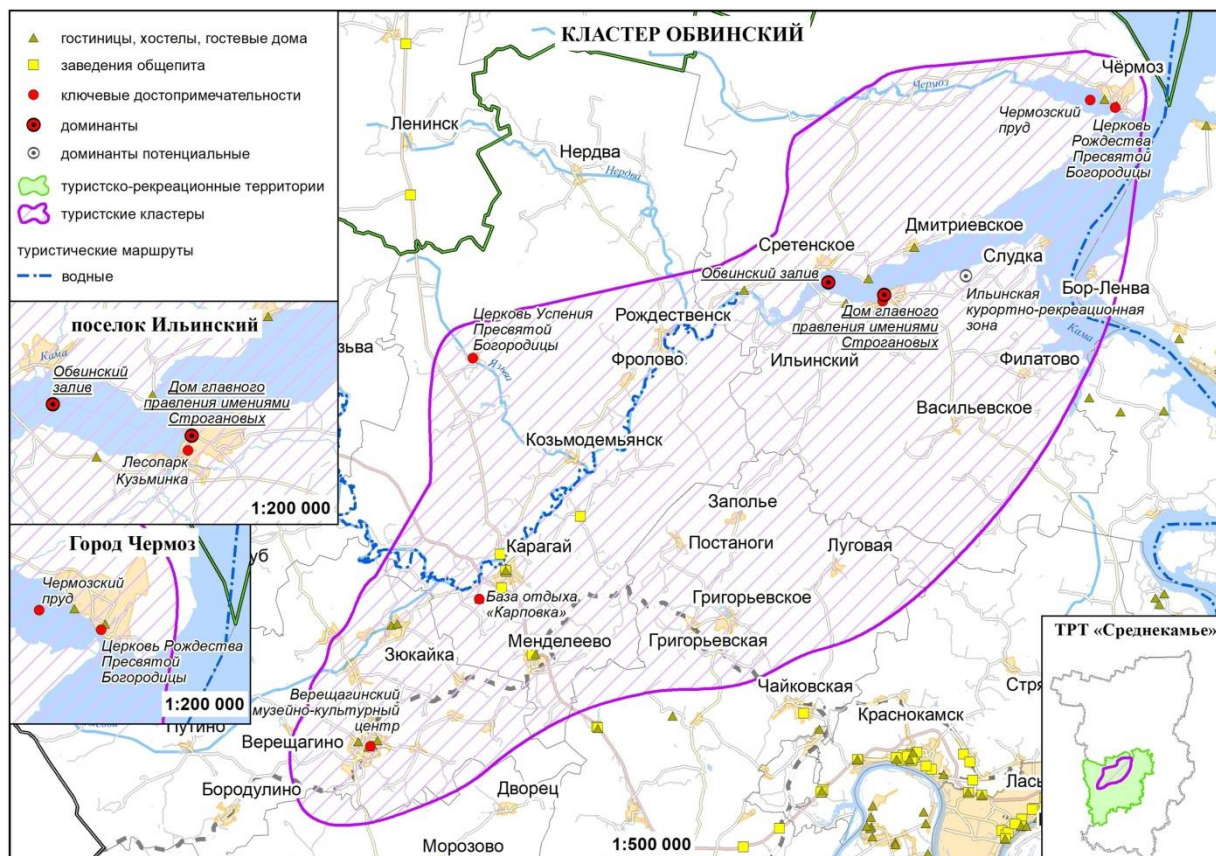 КЛАСТЕР ОБВИНСКИЙ
гостиницы, хостелы, гостевые дома
заведения общепита
ключевые достопримечательности
доминанты
доминанты потенциальные
туристско-рекреационные территории
туристские кластеры
туристические маршруты
водные
Ленинск
Нердва
Нердва
Чермоз
Чёрмоз
Чермозский
пруд
Церковь
Рождества
Пресвятой
Богородицы
Дмитриевское
Сретенское
Обвинский залив
Слудка
Бор-Ленва
Ильинская
курортно-рекреационная
зона
Кама
Дом главного
правления имениями
Строгановых
Рождественск
Ильинский
Филатово
Фролово
Васильевское
Церковь Успения
Пресвятой
Богородицы
зьва
Язьва
Козьмодемьянск
Заполье
Постаноги
Луговая
Карагай
База отдыха
«Карповка»
Григорьевское
Григорьевская
Менделеево
Зюкайка
Верещагинский
музейно-культурный
центр
Верещагино
Чайковская
Краснокамск
Стря
Лась
Путино
Бородулино
Дворец
Морозово
1:500 000
поселок Ильинский
Кама
Обвинский
залив
Дом главного
правления имениями
Строгановых
Лесопарк
Кузьминка
1:200 000
Город Чермоз
уб
Чермозский
пруд
Церковь Рождества
Пресвятой
Богородицы
1:200 000
ТРТ «Среднекамье»